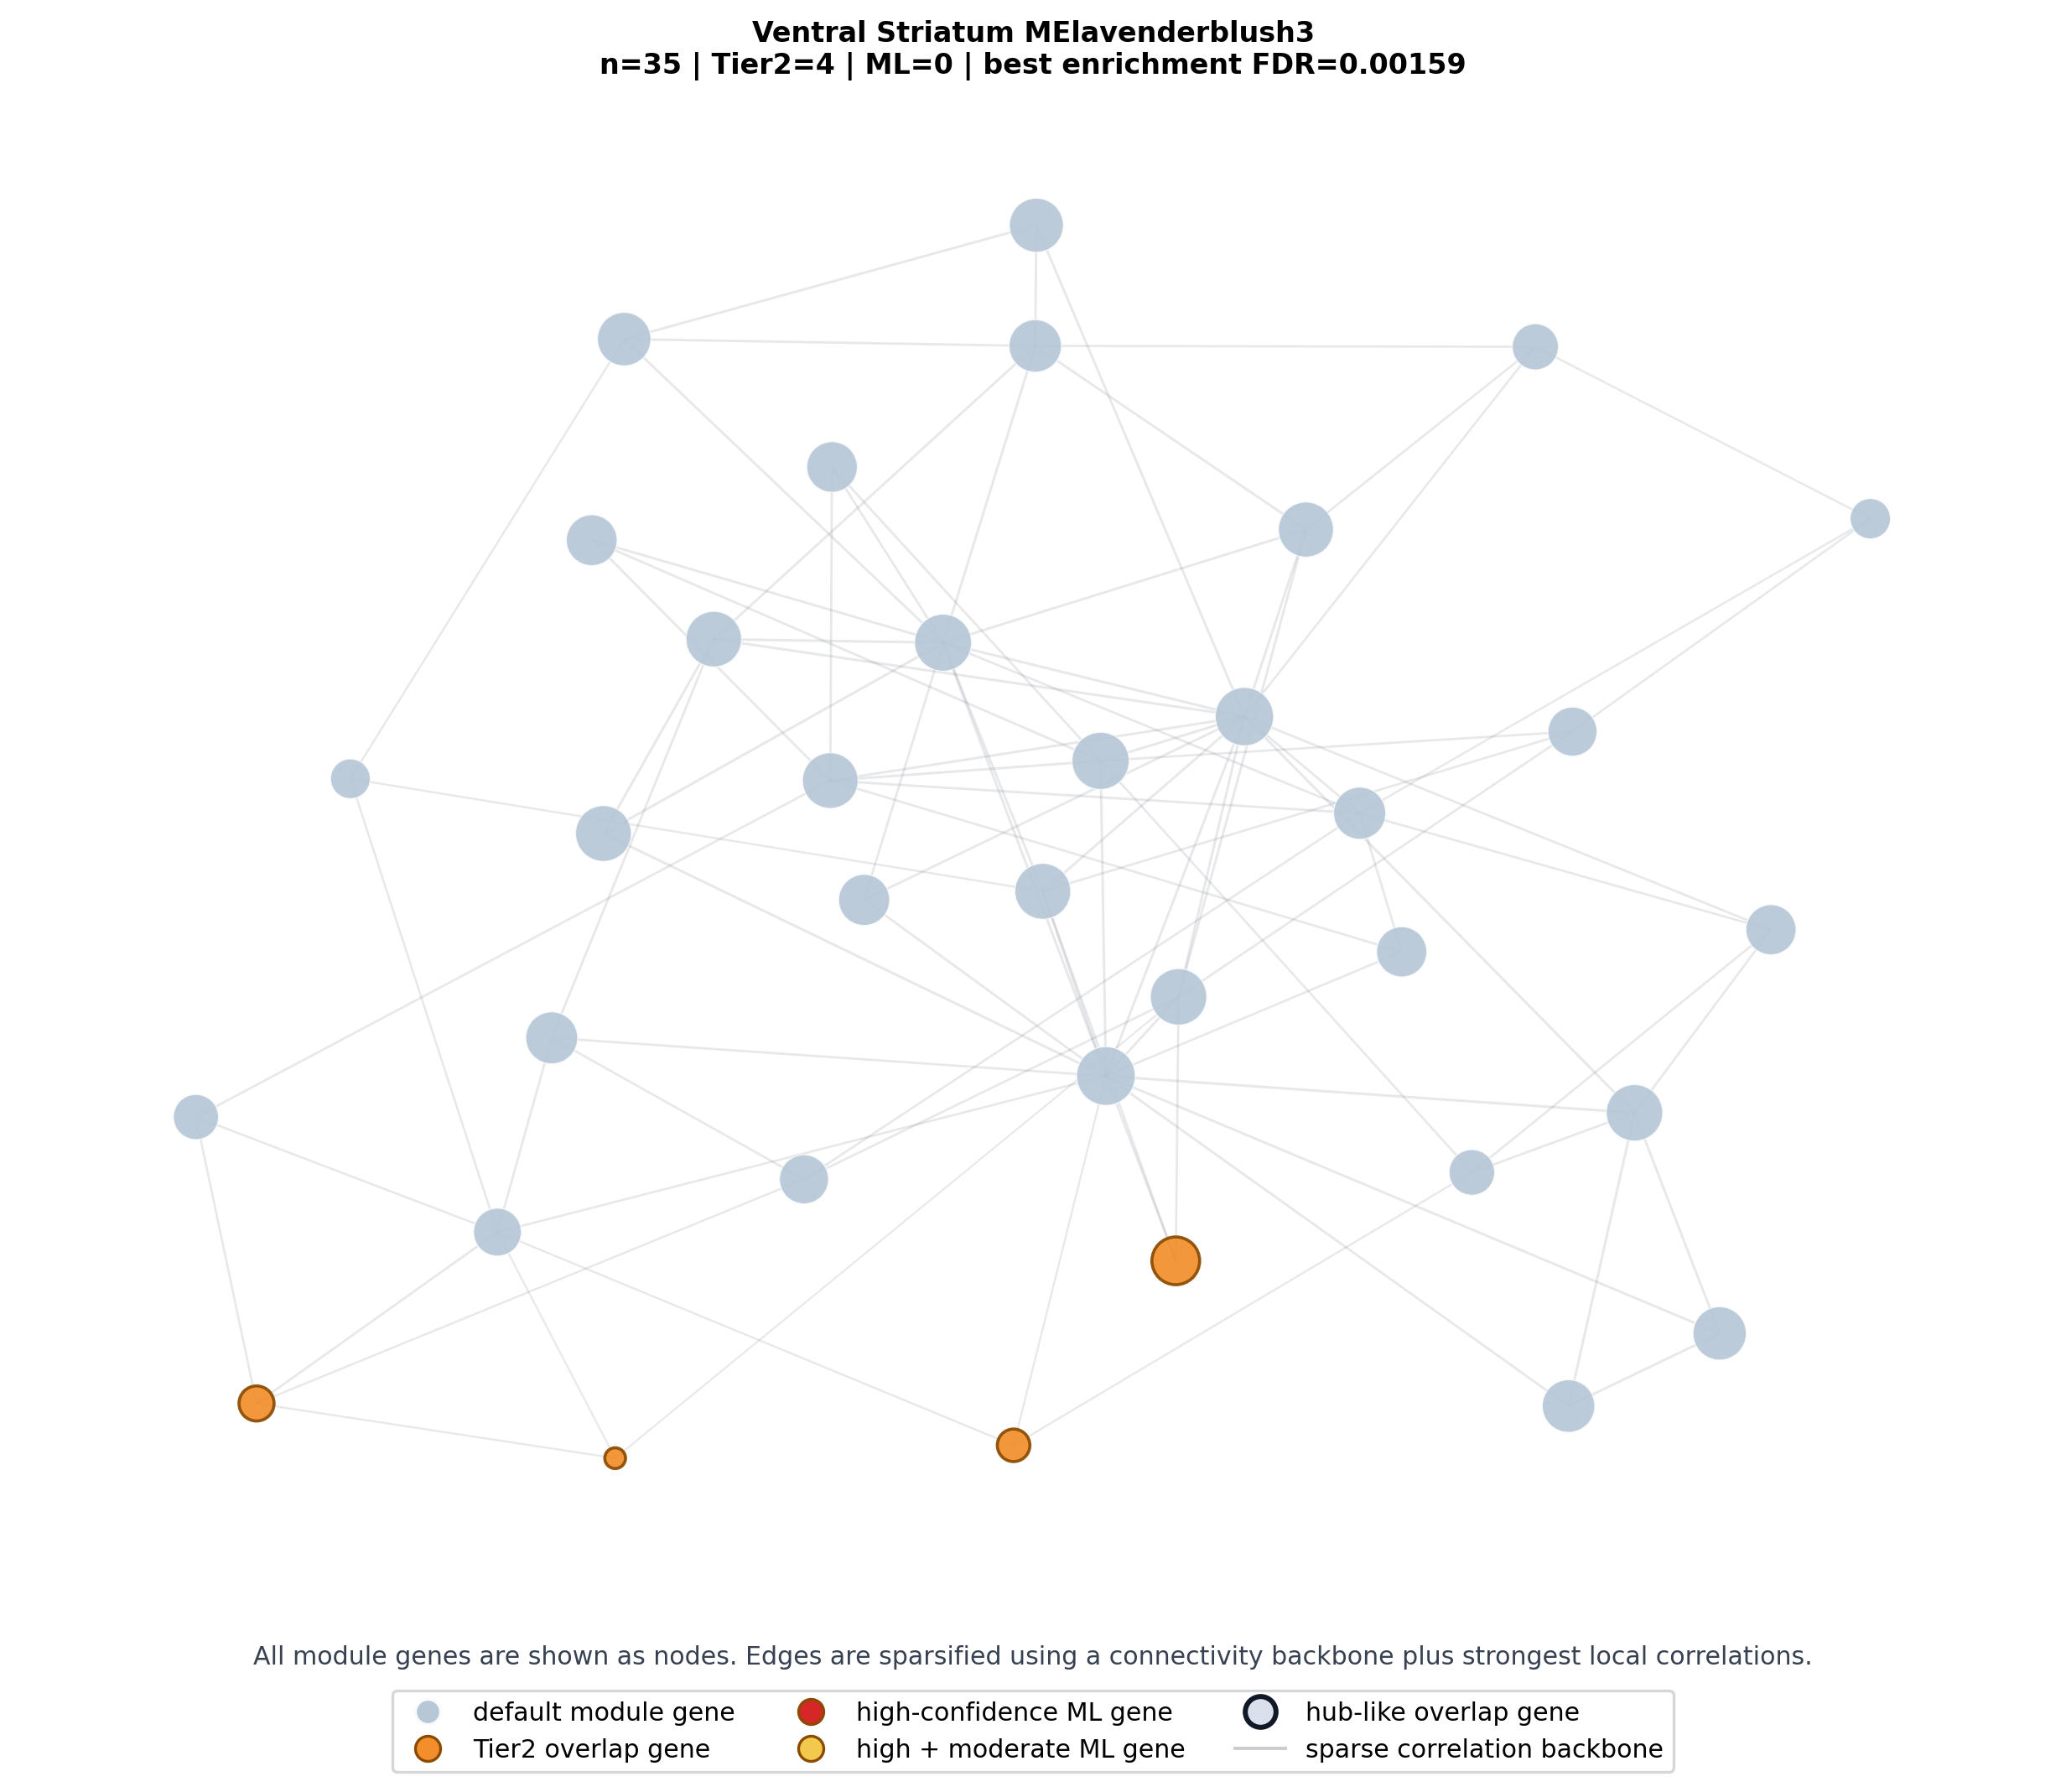 Ventral Striatum MElavenderblush3
n=35 | Tier2=4 | ML=0 | best enrichment FDR=0.00159
All module genes are shown as nodes. Edges are sparsified using a connectivity backbone plus strongest local correlations.
default module gene
Tier2 overlap gene
high-confidence ML gene
high + moderate ML gene
hub-like overlap gene
sparse correlation backbone